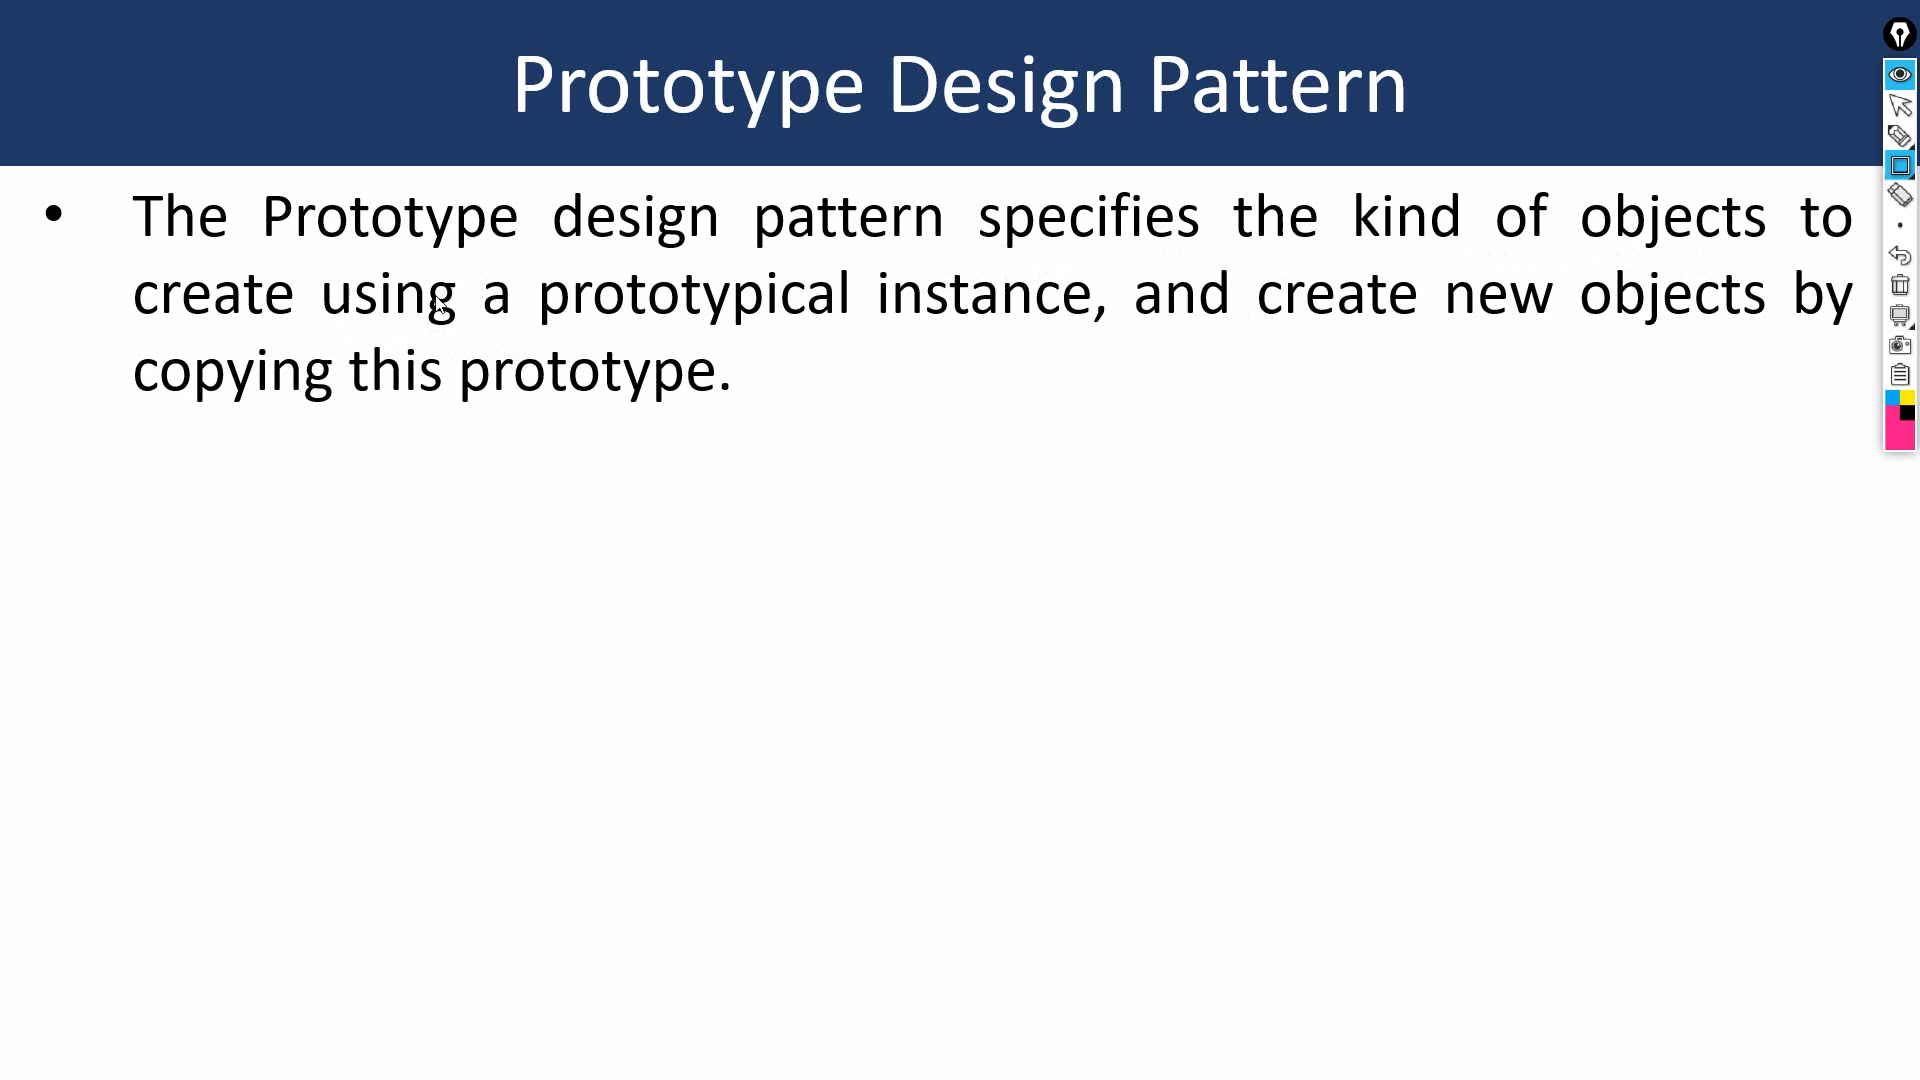 Prototype Design Pattern
• The Prototype design pattern specifies the kind of objects to
create using a prototypical instance, and create new objects by
copying this prototype.